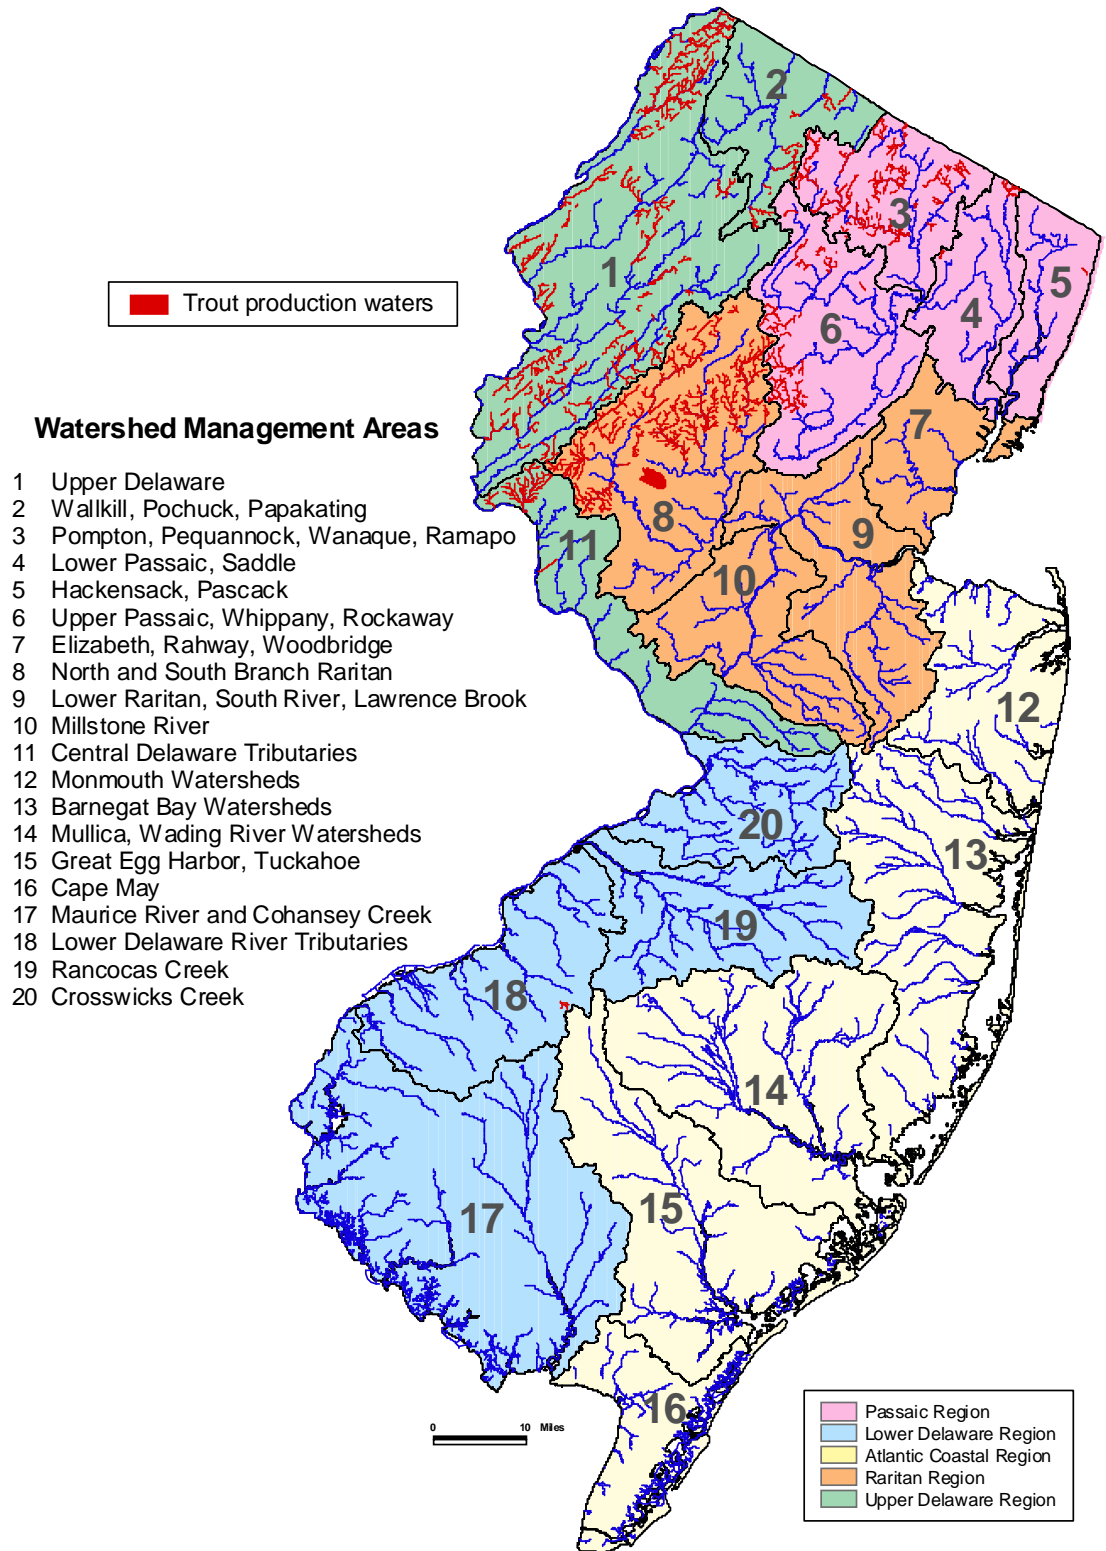 2
3
1
5
4
6
Trout production waters
7
Watershed Management Areas
1 Upper Delaware
2 Wallkill, Pochuck, Papakating
3 Pompton, Pequannock, Wanaque, Ramapo
4 Lower Passaic, Saddle
5 Hackensack, Pascack
6 Upper Passaic, Whippany, Rockaway
7 Elizabeth, Rahway, Woodbridge
8 North and South Branch Raritan
9 Lower Raritan, South River, Lawrence Brook
10 Millstone River
11 Central Delaware Tributaries
12 Monmouth Watersheds
13 Barnegat Bay Watersheds
14 Mullica, Wading River Watersheds
15 Great Egg Harbor, Tuckahoe
16 Cape May
17 Maurice River and Cohansey Creek
18 Lower Delaware River Tributaries
19 Rancocas Creek
20 Crosswicks Creek
8
9
11
10
12
20
13
19
18
14
15
17
16
0 10 Miles
Passaic Region
Lower Delaware Region
Atlantic Coastal Region
Raritan Region
Upper Delaware Region